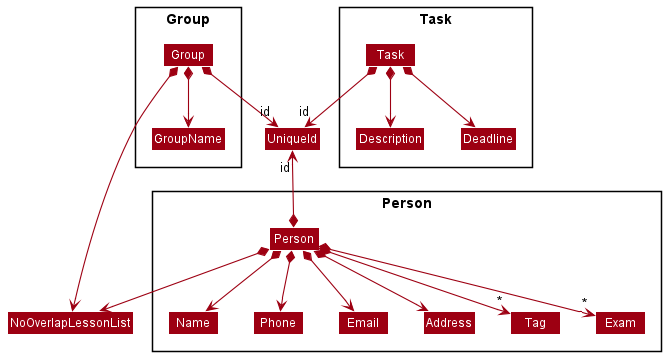 Group
Task
Group
Task
id
id
GroupName
UniqueId
Description
Deadline
id
Person
Person
*
*
NoOverlapLessonList
Name
Phone
Email
Address
Tag
Exam